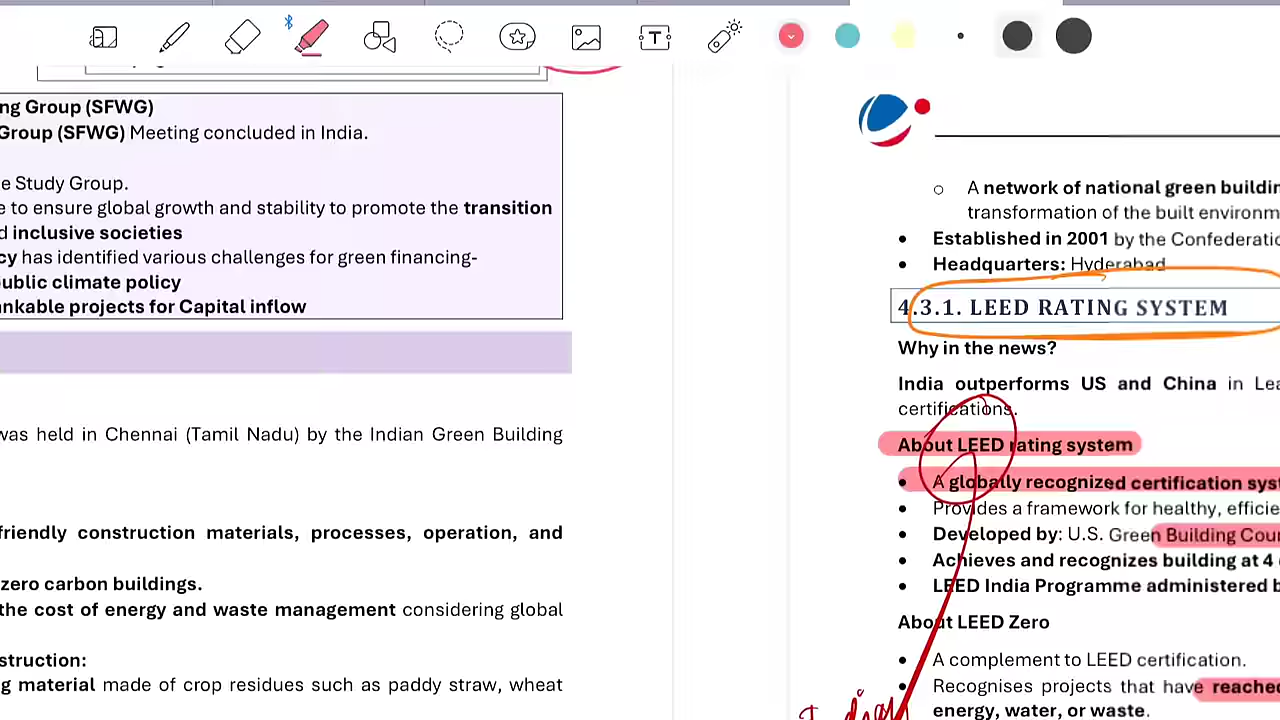 ng Group (SFWG)
Group (SFWG) Meeting concluded in India.
e Study Group.
e to ensure global growth and stability to promote the transition
d inclusive societies
cy has identified various challenges for green financing-
ublic climate policy
ankable projects for Capital inflow
was held in Chennai (Tamil Nadu) by the Indian Green Building
friendly construction materials, processes, operation, and
zero carbon buildings.
the cost of energy and waste management considering global
struction:
g material made of crop residues such as paddy straw, wheat
A network of national green buildin
transformation of the built environm
Established in 2001 by the Confederatio
Headquarters: Hyderabad
4.3.1. LEED RATING SYSTEM
Why in the news?
India outperforms US and China in Lea
certifications.
About LEED rating system
A globally recognized certification syst
Provides a framework for healthy, efficie
Developed by: U.S. Green Building Cour
Achieves and recognizes building at 4
LEED India Programme administered b
About LEED Zero
A complement to LEED certification.
Recognises projects that have reached
energy, water, or waste.